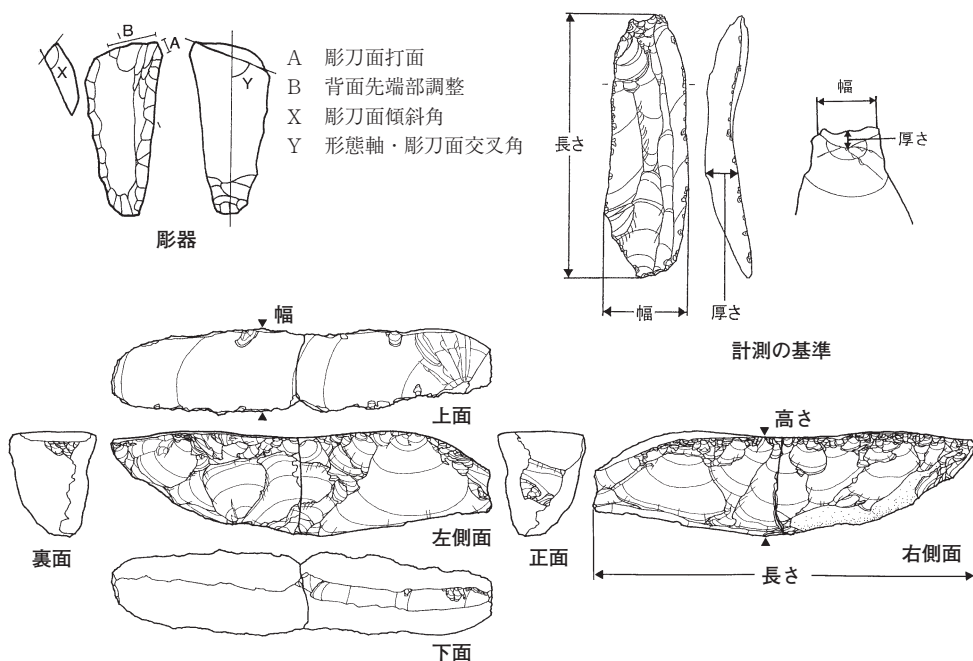 B
A
X
Y
A 彫刀面打面
B 背面先端部調整
X 彫刀面傾斜角
Y 形態軸・彫刀面交叉角
彫器
長さ
幅
厚さ
幅
厚さ
計測の基準
幅
上面
裏面
左側面
正面
高さ
右側面
長さ
下面